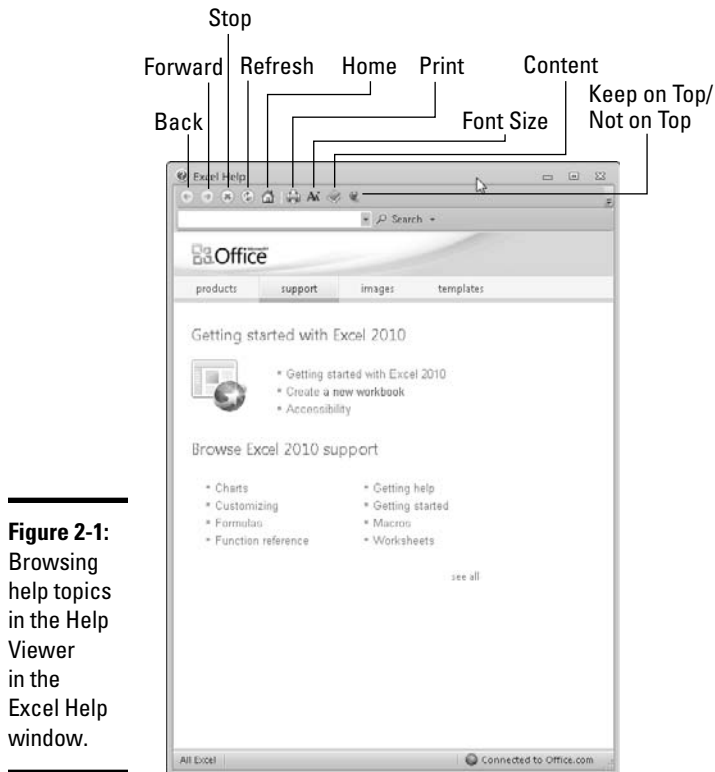 Stop
Forward Refresh Home Print Content
Keep on Top/
Back Font Size Not on Top
Excel Help
Search
Office
products support images templates
Getting started with Excel 2010
* Getting started with Excel 2010
* Create a new workbook
* Accessibility
Browse Excel 2010 support
* Charts * Getting help
* Customizing * Getting started
* Formulas * Macros
* Function reference * Worksheets
see all
Figure 2-1:
Browsing
help topics
in the Help
Viewer
in the
Excel Help
window.
All Excel Connected to Office.com